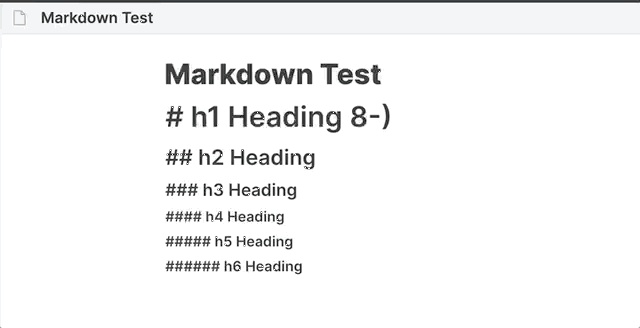 Markdown Test
Markdown Test
# h1 Heading 8-)
## h2 Heading
### h3 Heading
#### h4 Heading
##### h5 Heading
###### h6 Heading